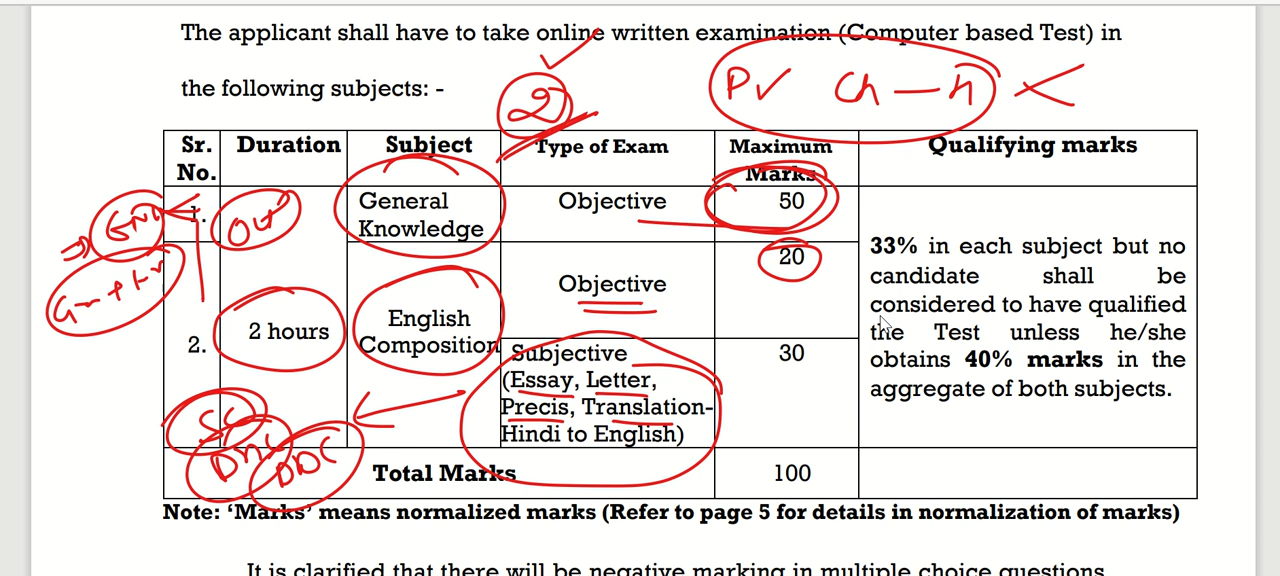 The applicant shall have to take online written examination (Computer based Test) in
the following subjects: -
2
PV Ch
Sr. No.
Duration
Subject
Type of Exam
Maximum Marks
Qualifying marks
1.
General
Knowledge
Objective
50
2.
2 hours
English
Composition
Objective
20
Subjective
(Essay, Letter,
Precis, Translation-
Hindi to English)
30
33% in each subject but no
candidate shall be
considered to have qualified
the Test unless he/she
obtains 40% marks in the
aggregate of both subjects.
Total Marks
100
Note: ‘Marks’ means normalized marks (Refer to page 5 for details in normalization of marks)
It is clarified that there will be negative marking in multiple choice questions